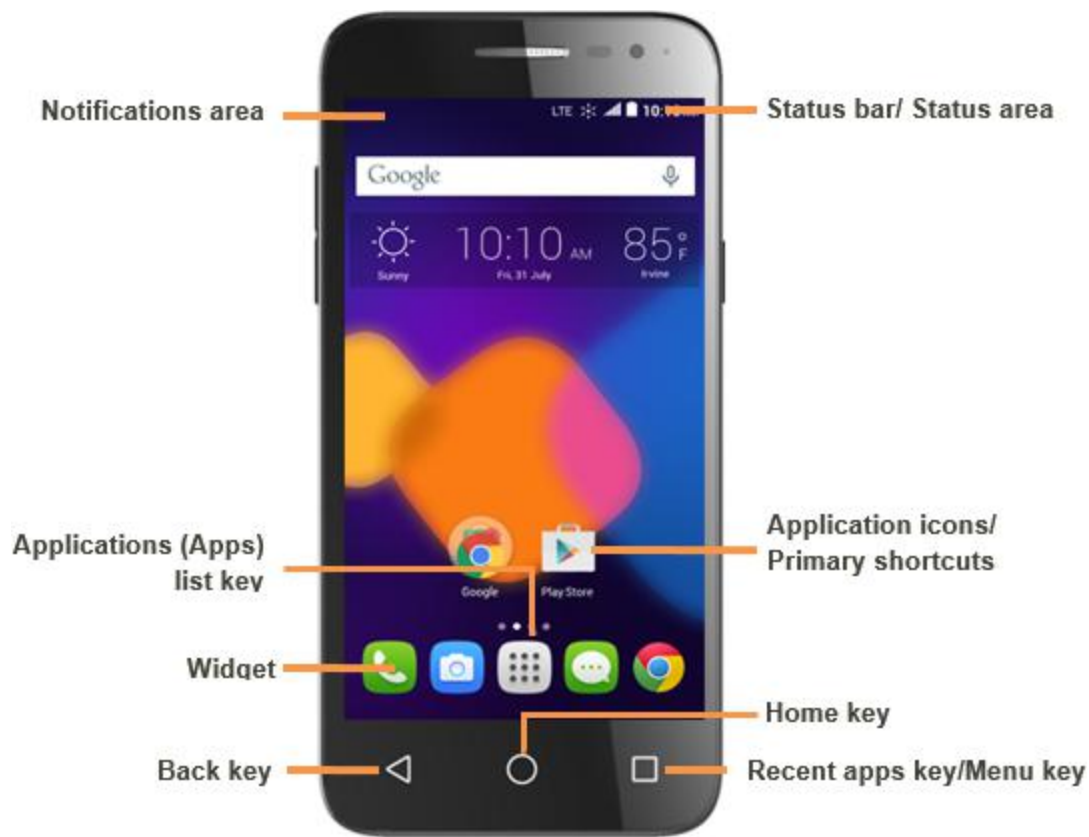 Notifications area
Status bar/ Status area
LTE
Google
10:10 AM
85°F
Sunny
Fri, 31 July
Irvine
Applications (Apps)
list key
Application icons/
Primary shortcuts
Google
Play Store
Widget
Home key
Back key
Recent apps key/Menu key